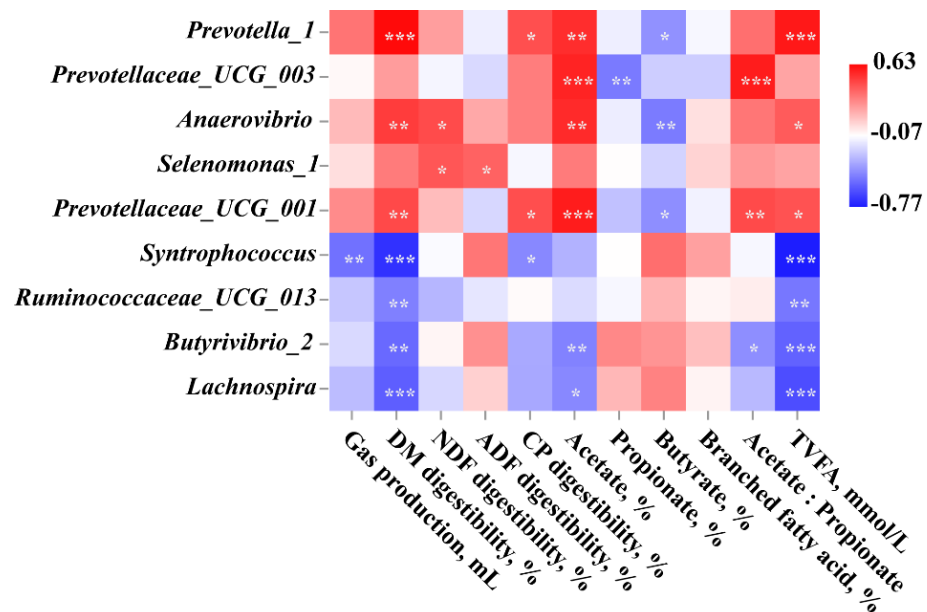 Prevotella_1
*** * ** * ***
Prevotellaceae_UCG_003
*** ** ***
Anaerovibrio
** * ** ** *
Selenomonas_1
* *
Prevotellaceae_UCG_001
** * *** * ** *
Syntrophococcus
** *** * ***
Ruminococcaceae_UCG_013
** **
Butyrivibrio_2
** ** * ***
Lachnospira
*** * ***
0.63
-0.07
-0.77
Gas production, mL
DM digestibility, %
NDF digestibility, %
ADF digestibility, %
CP digestibility, %
Acetate, %
Propionate, %
Butyrate, %
Branched fatty acid, %
Acetate : Propionate
TVFA, mmol/L